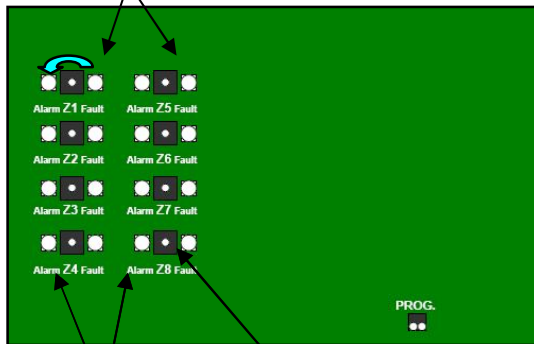 Alarm Z1 Fault Alarm Z5 Fault
Alarm Z2 Fault Alarm Z6 Fault
Alarm Z3 Fault Alarm Z7 Fault
Alarm Z4 Fault Alarm Z8 Fault
PROG.